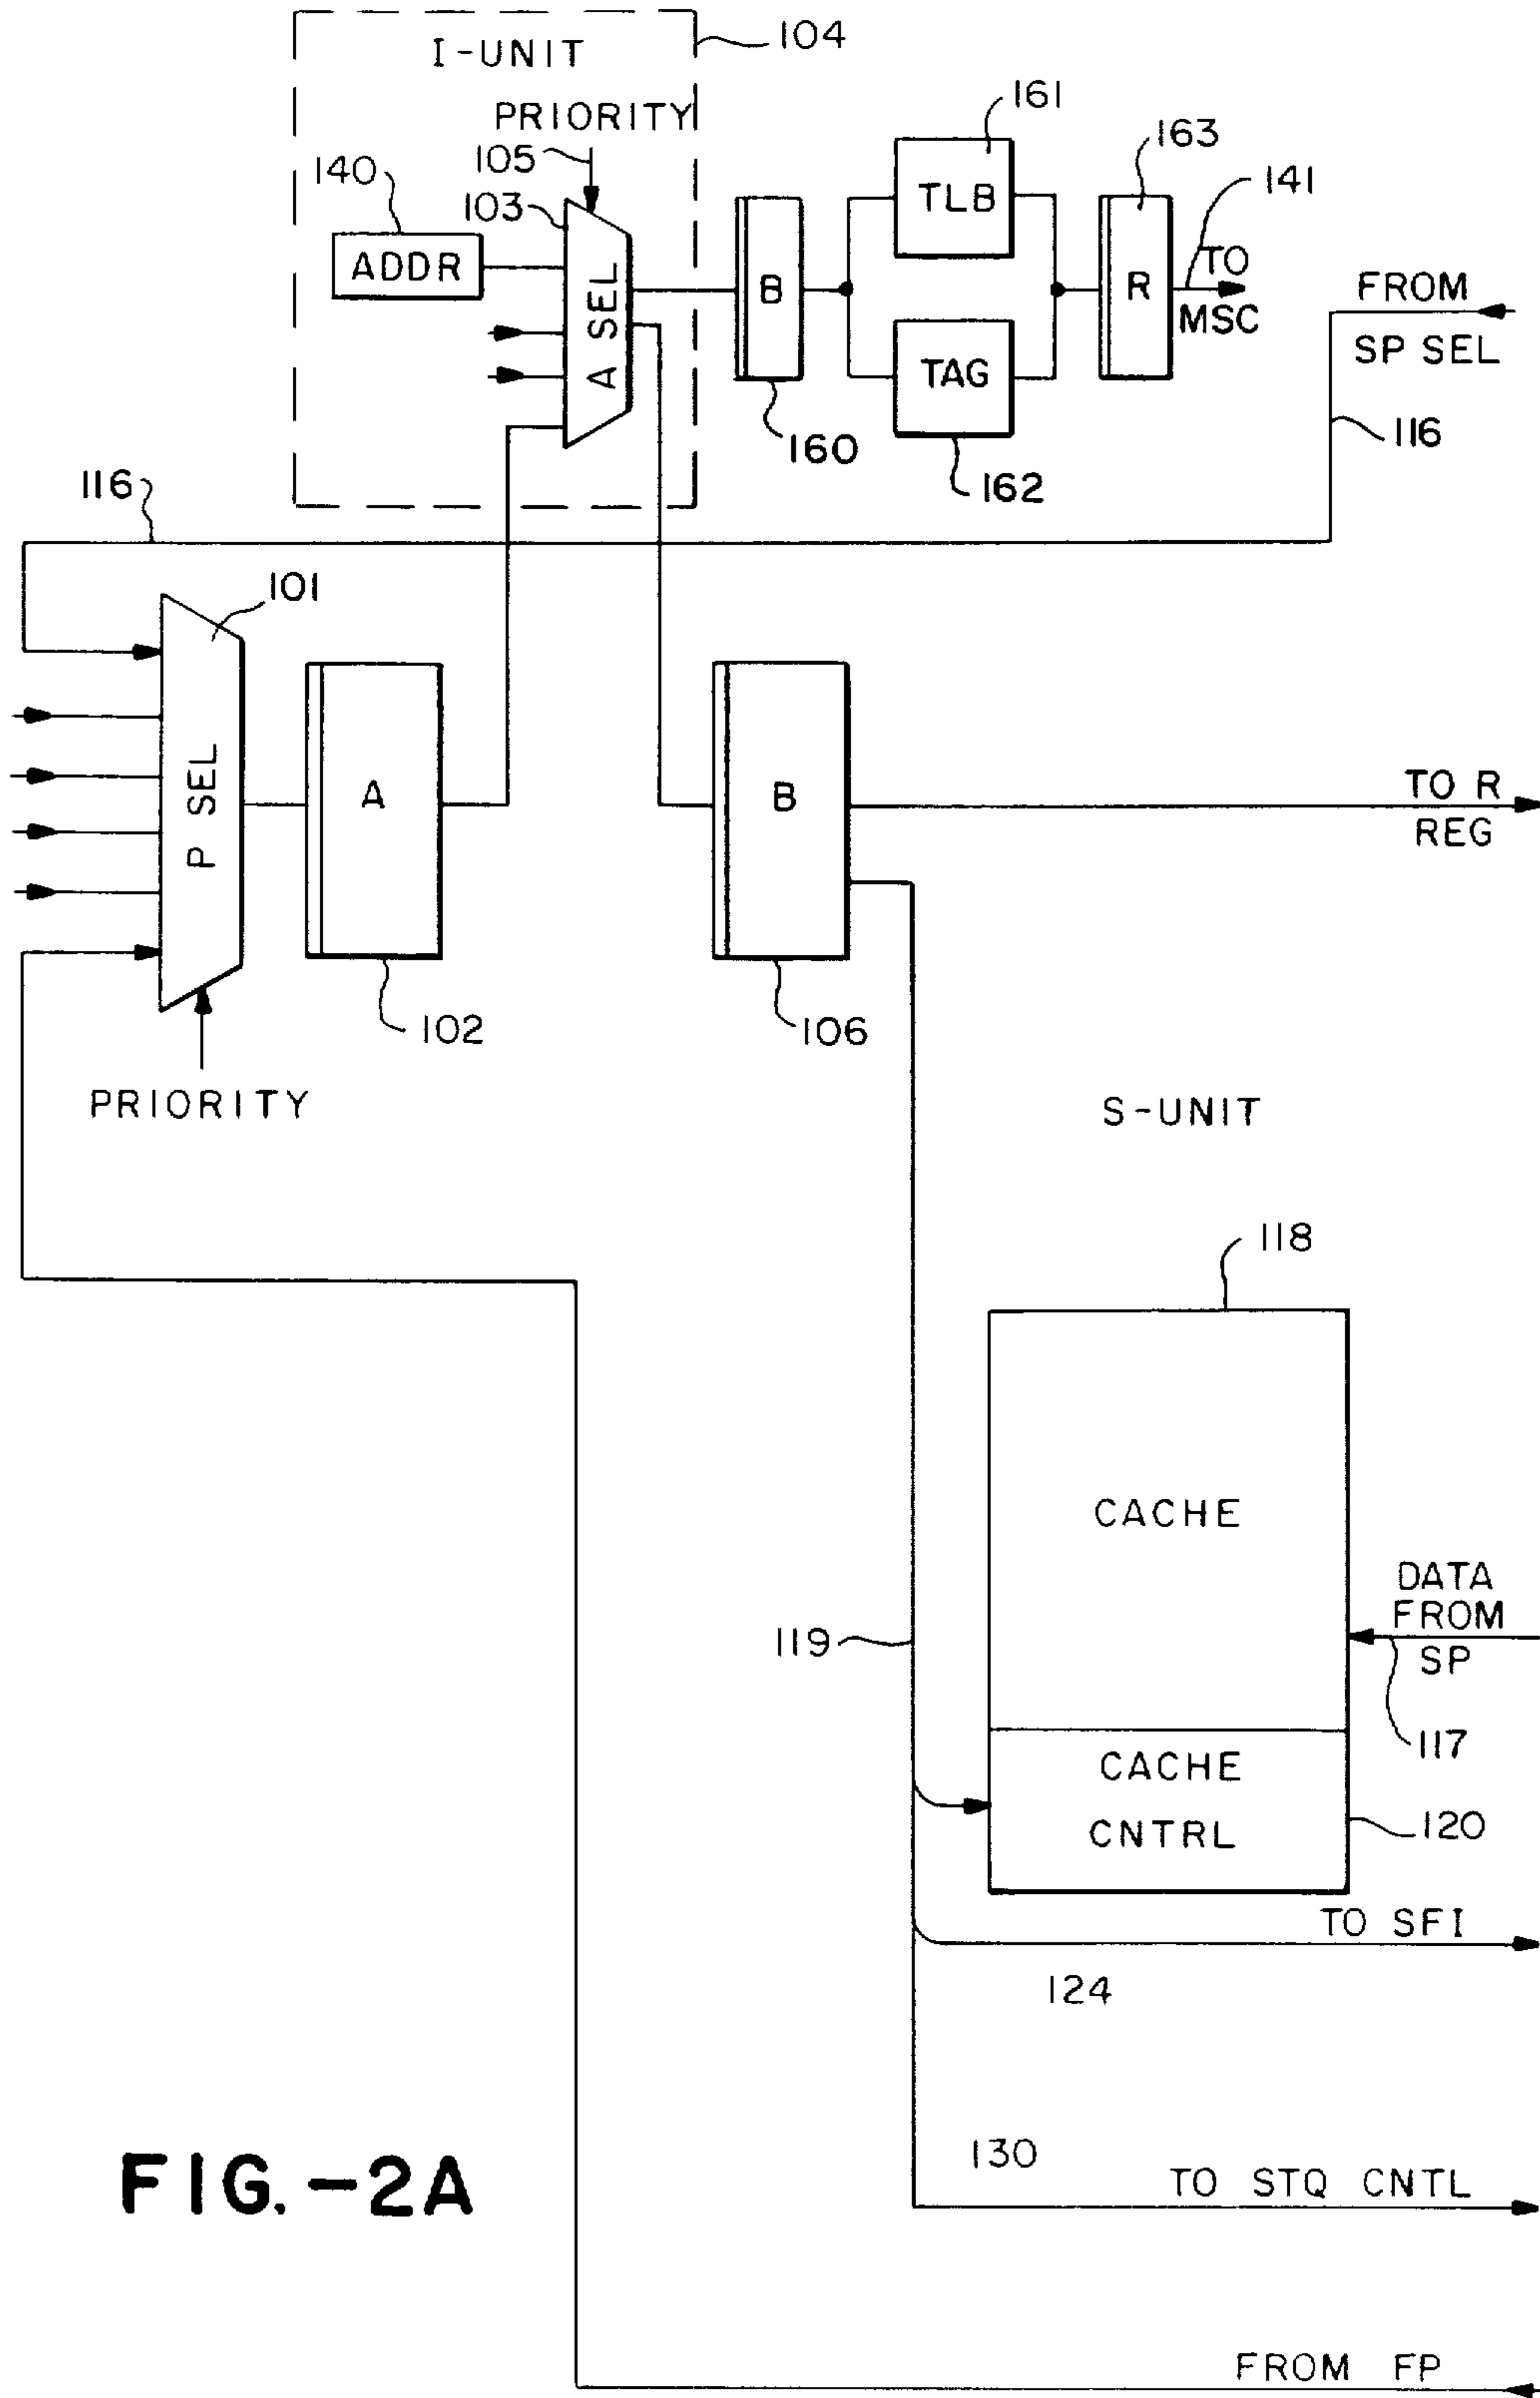 104
I-UNIT
PRIORITY
105
140
103
ADDR
A SEL
161
TLB
163
141
B
R
TO
MSC
TAG
160
162
FROM
SP SEL
116
116
101
P SEL
A
102
PRIORITY
B
106
TO R
REG
S-UNIT
118
CACHE
DATA
FROM
SP
117
119
CACHE
CNTRL
120
TO SFI
124
130
TO STQ CNTL
FIG.-2A
FROM FP